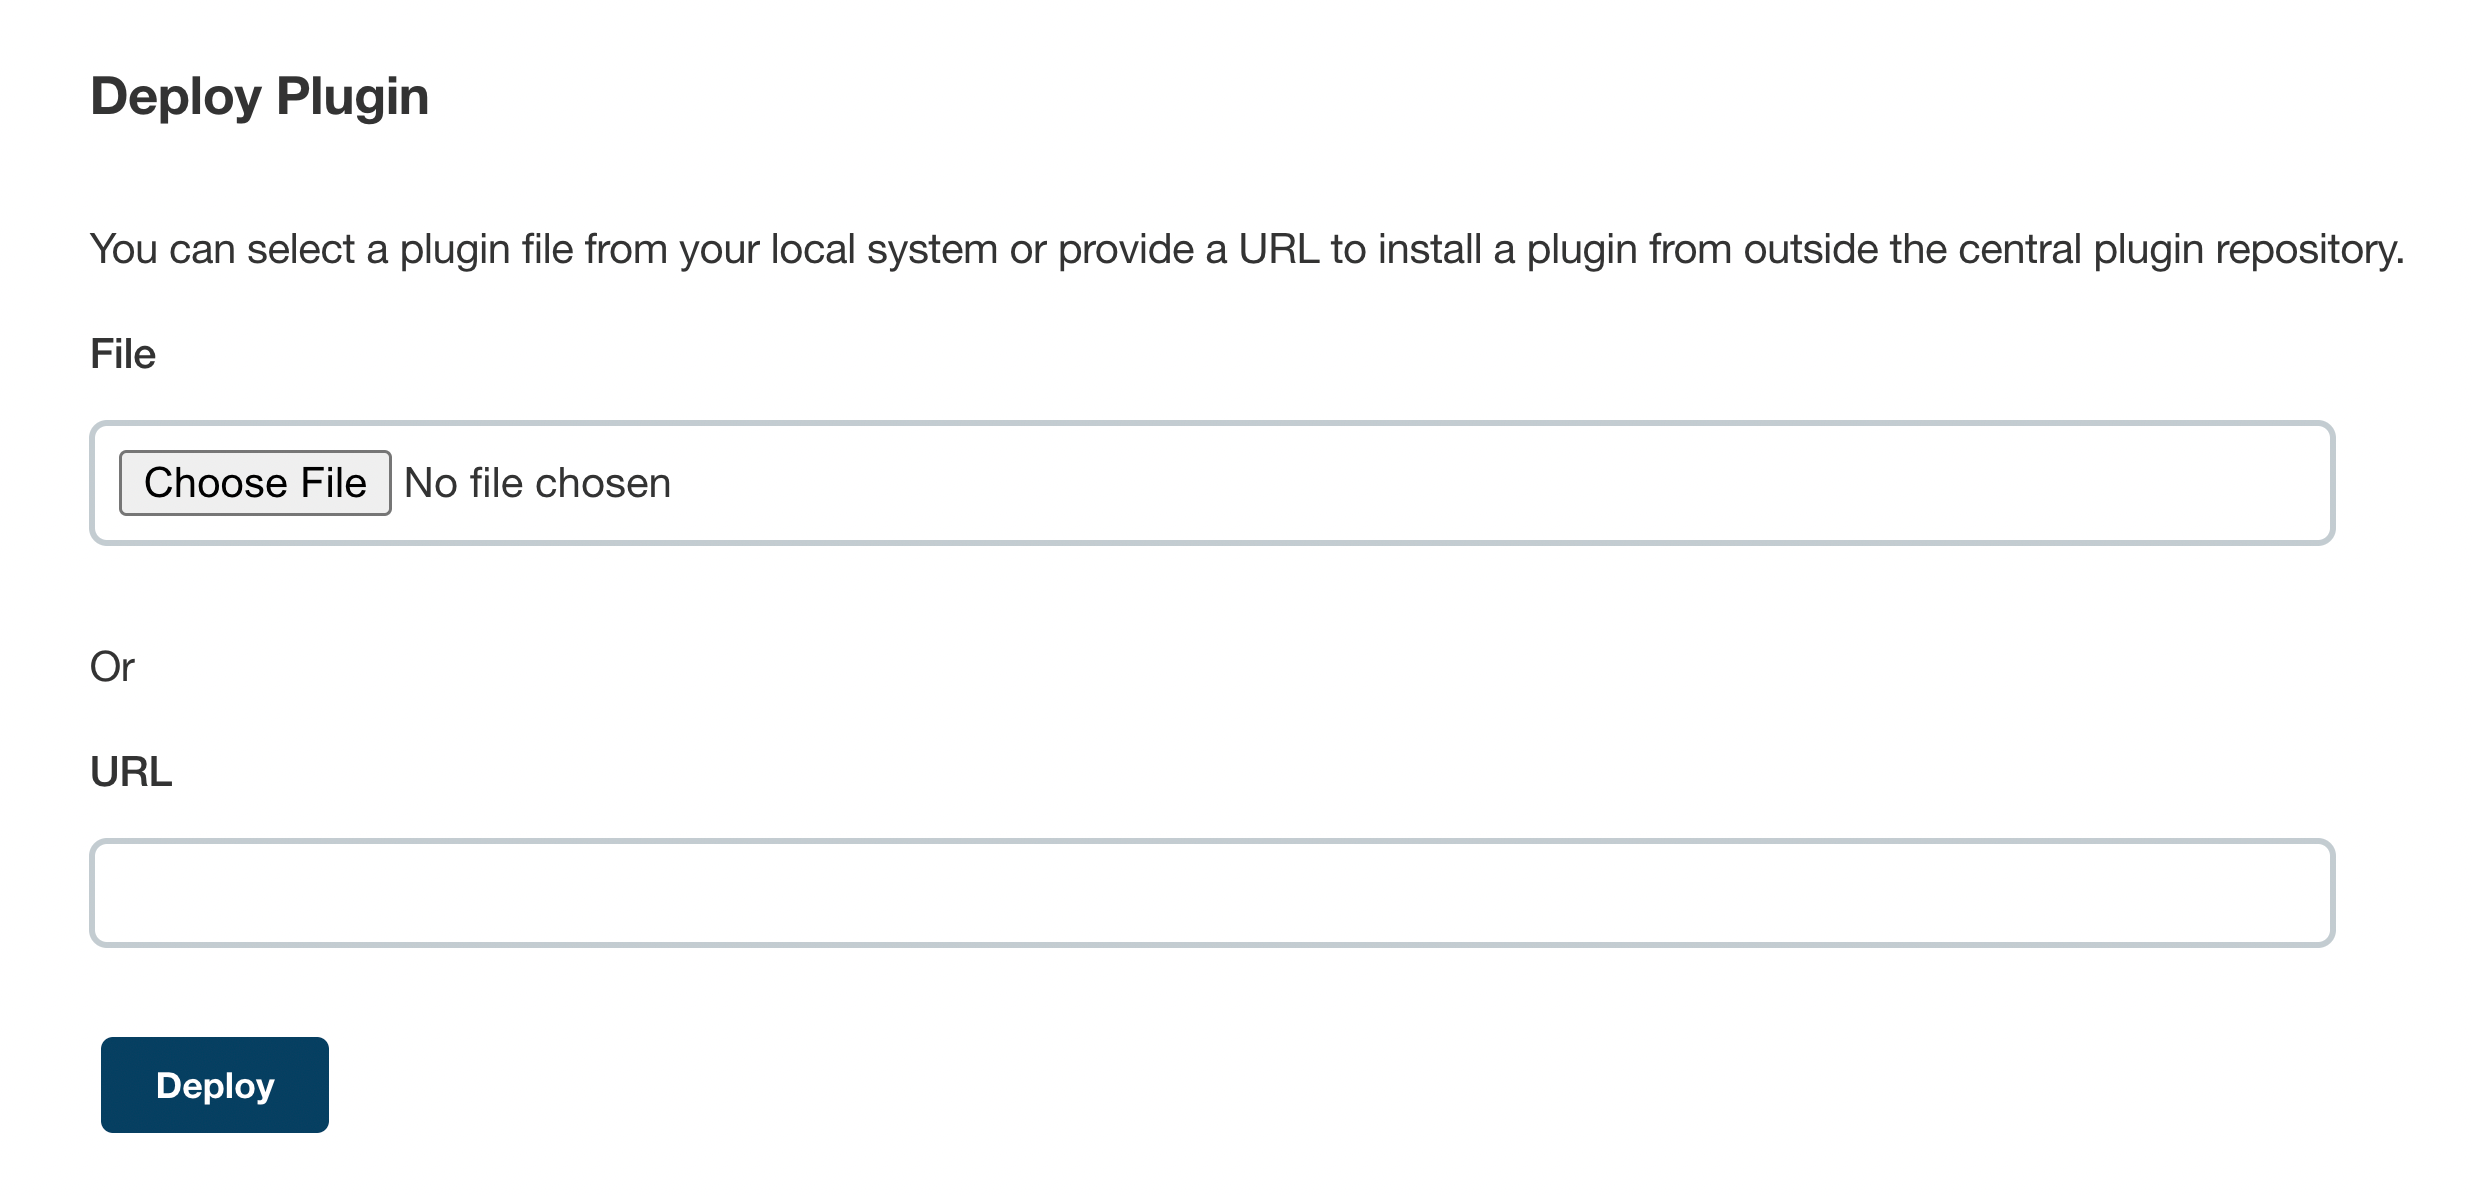 Deploy Plugin
You can select a plugin file from your local system or provide a URL to install a plugin from outside the central plugin repository.
File
Choose File No file chosen
Or
URL
Deploy